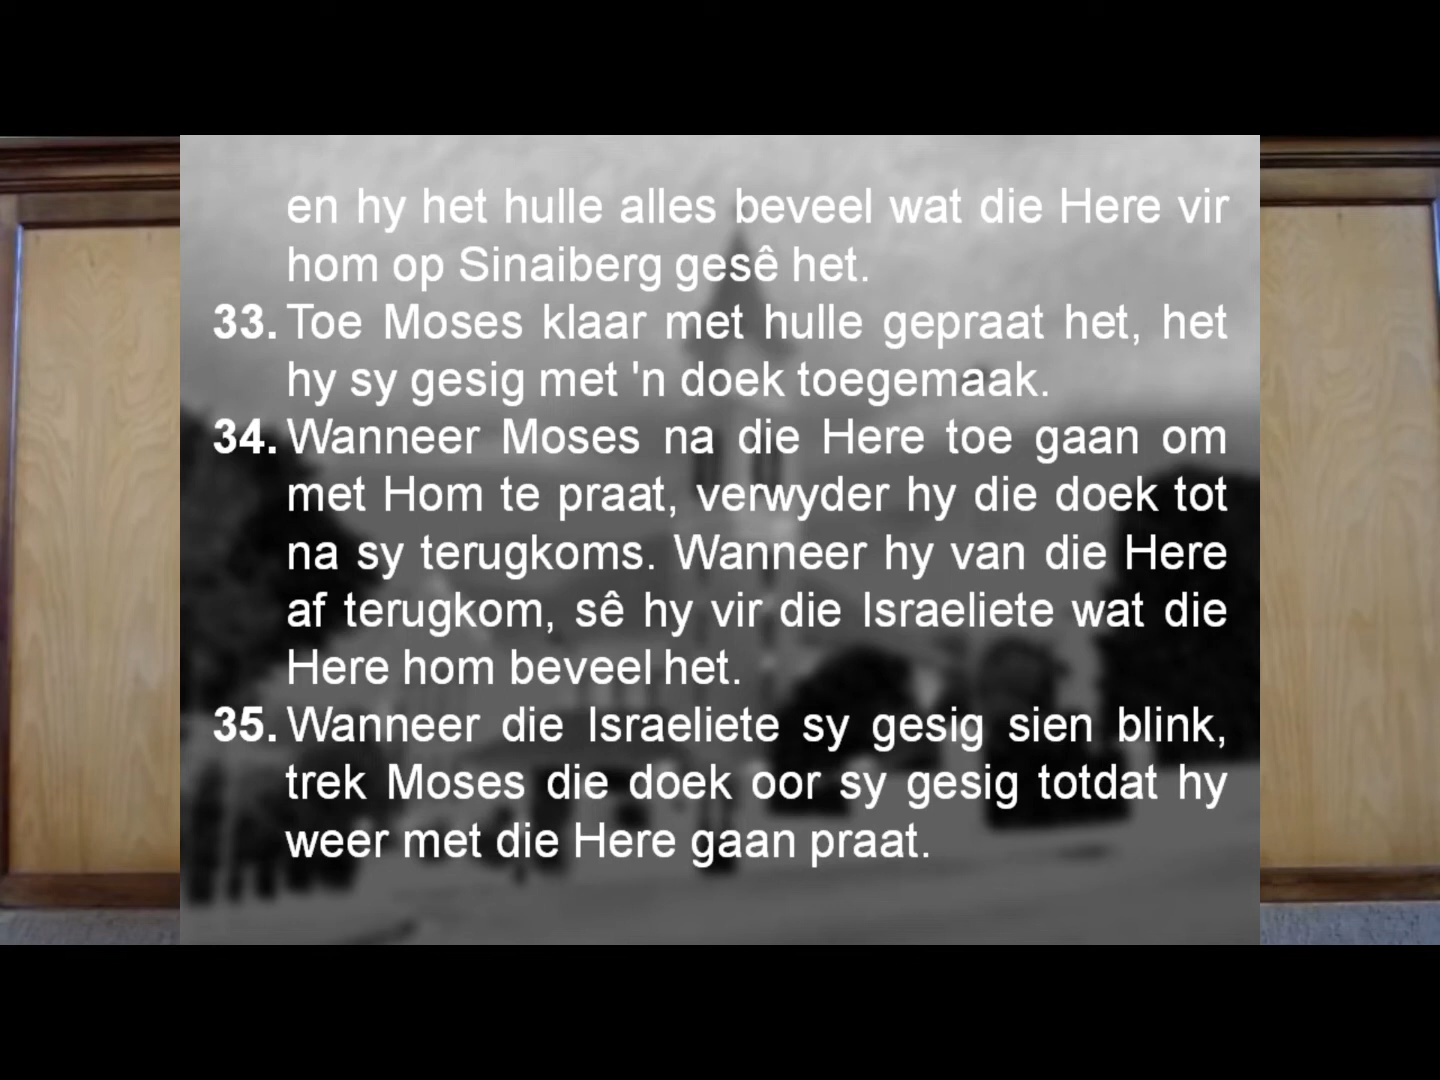 en hy het hulle alles beveel wat die Here vir
hom op Sinaiberg gesê het.
33. Toe Moses klaar met hulle gepraat het, het
hy sy gesig met 'n doek toegemaak.
34. Wanneer Moses na die Here toe gaan om
met Hom te praat, verwyder hy die doek tot
na sy terugkoms. Wanneer hy van die Here
af terugkom, sê hy vir die Israeliete wat die
Here hom beveel het.
35. Wanneer die Israeliete sy gesig sien blink,
trek Moses die doek oor sy gesig totdat hy
weer met die Here gaan praat.